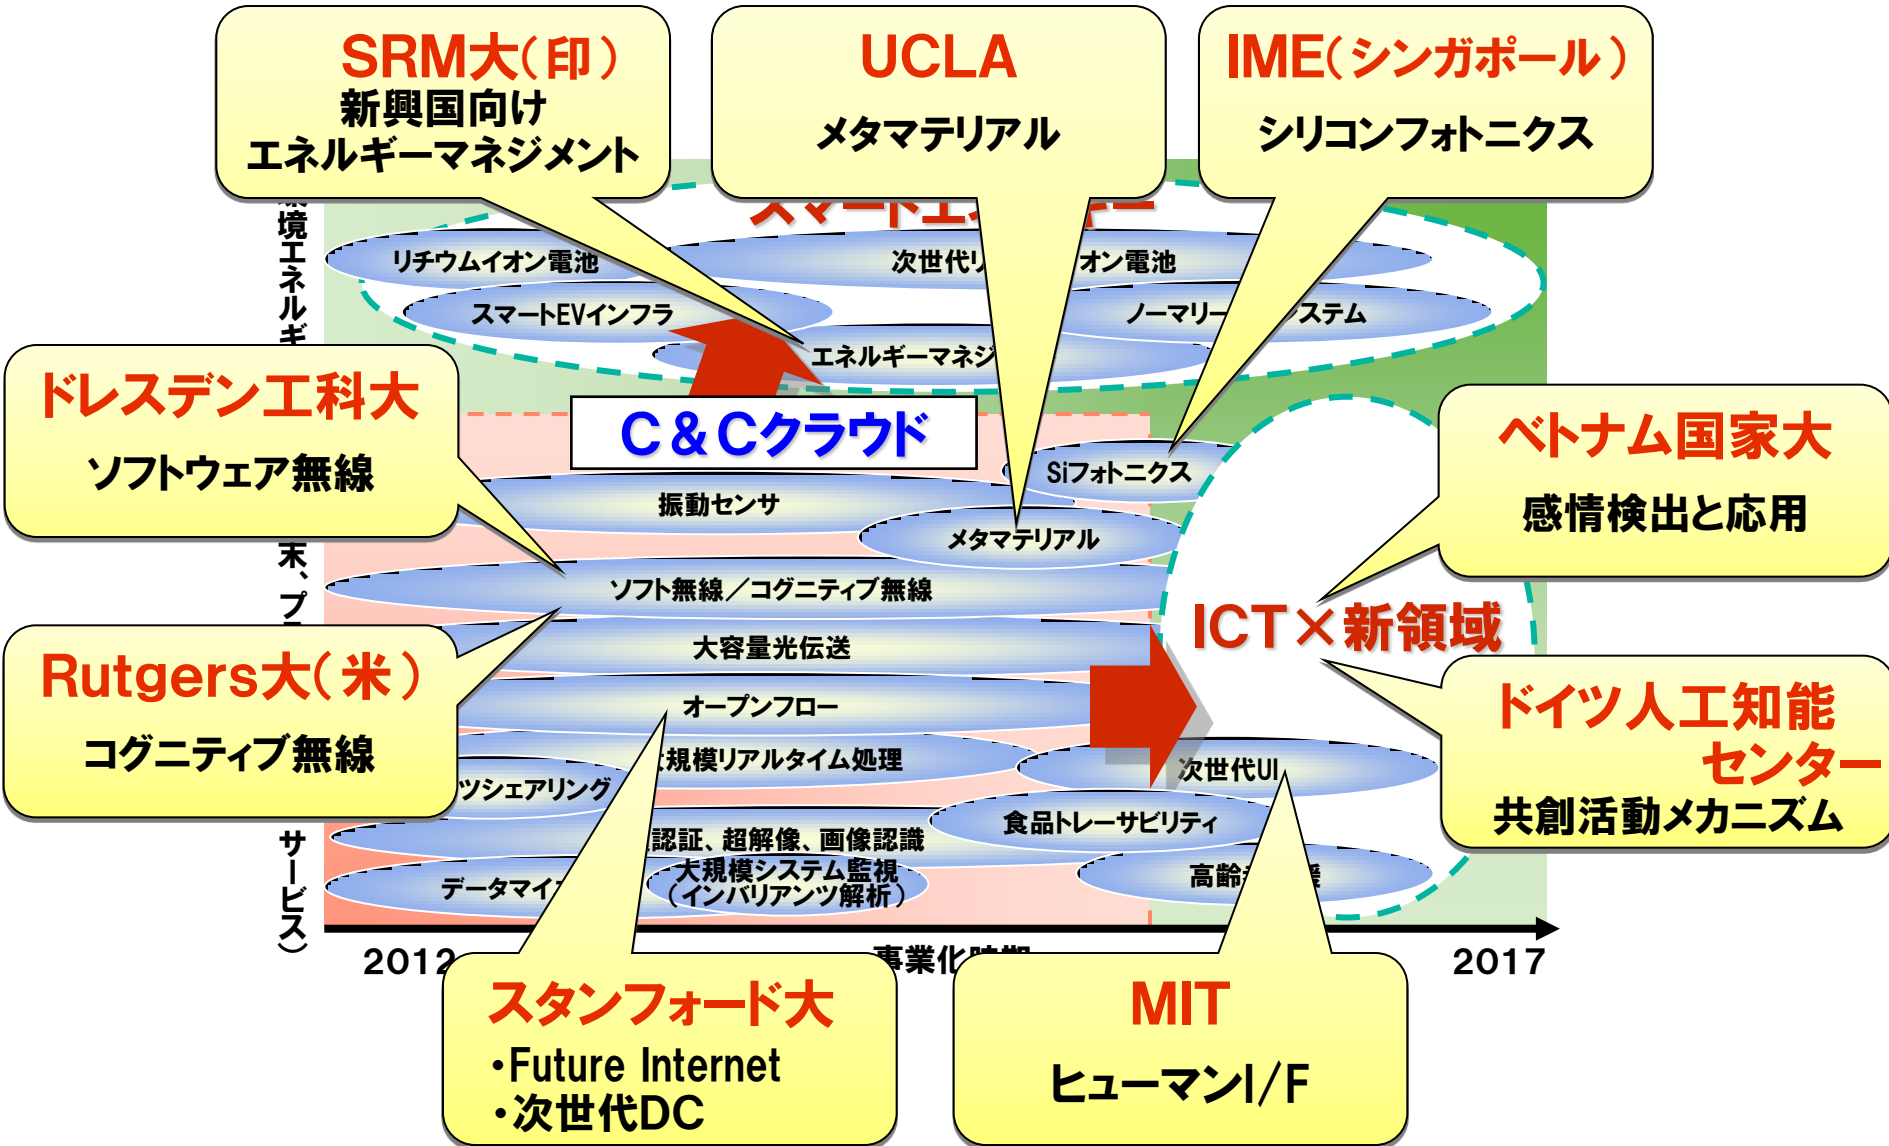 SRM大(印)
新興国向け
エネルギーマネジメント
UCLA
メタマテリアル
IME(シンガポール)
シリコンフォトニクス
リチウムイオン電池
オン電池
スマートEVインフラ
エネルギーマネジ
ドレスデン工科大
ソフトウェア無線
C&Cクラウド
Siフォトニクス
振動センサ
メタマテリアル
ベトナム国家大
感情検出と応用
ソフト無線/コグニティブ無線
ICT×新領域
大容量光伝送
Rutgers大(米)
コグニティブ無線
オープンフロー
規模リアルタイム処理
次世代UI
ドイツ人工知能
センター
共創活動メカニズム
ツシェアリング
食品トレーサビリティ
認証、超解像、画像認識
大規模システム監視
(インバリアンツ解析)
データマイ
サービス)
2012
2017
スタンフォード大
・Future Internet
・次世代DC
MIT
ヒューマンI/F